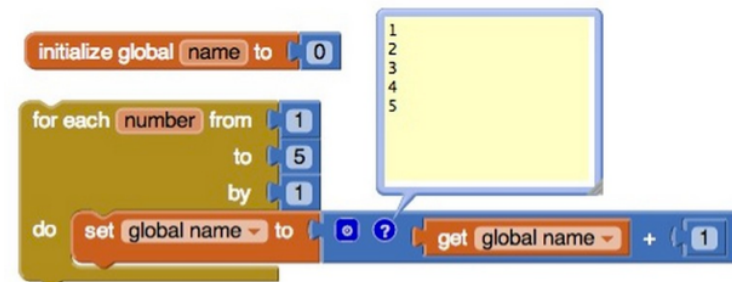 initialize global name to 0
1
2
3
4
5
for each number from 1
to 5
by 1
do set global name to ? get global name + 1